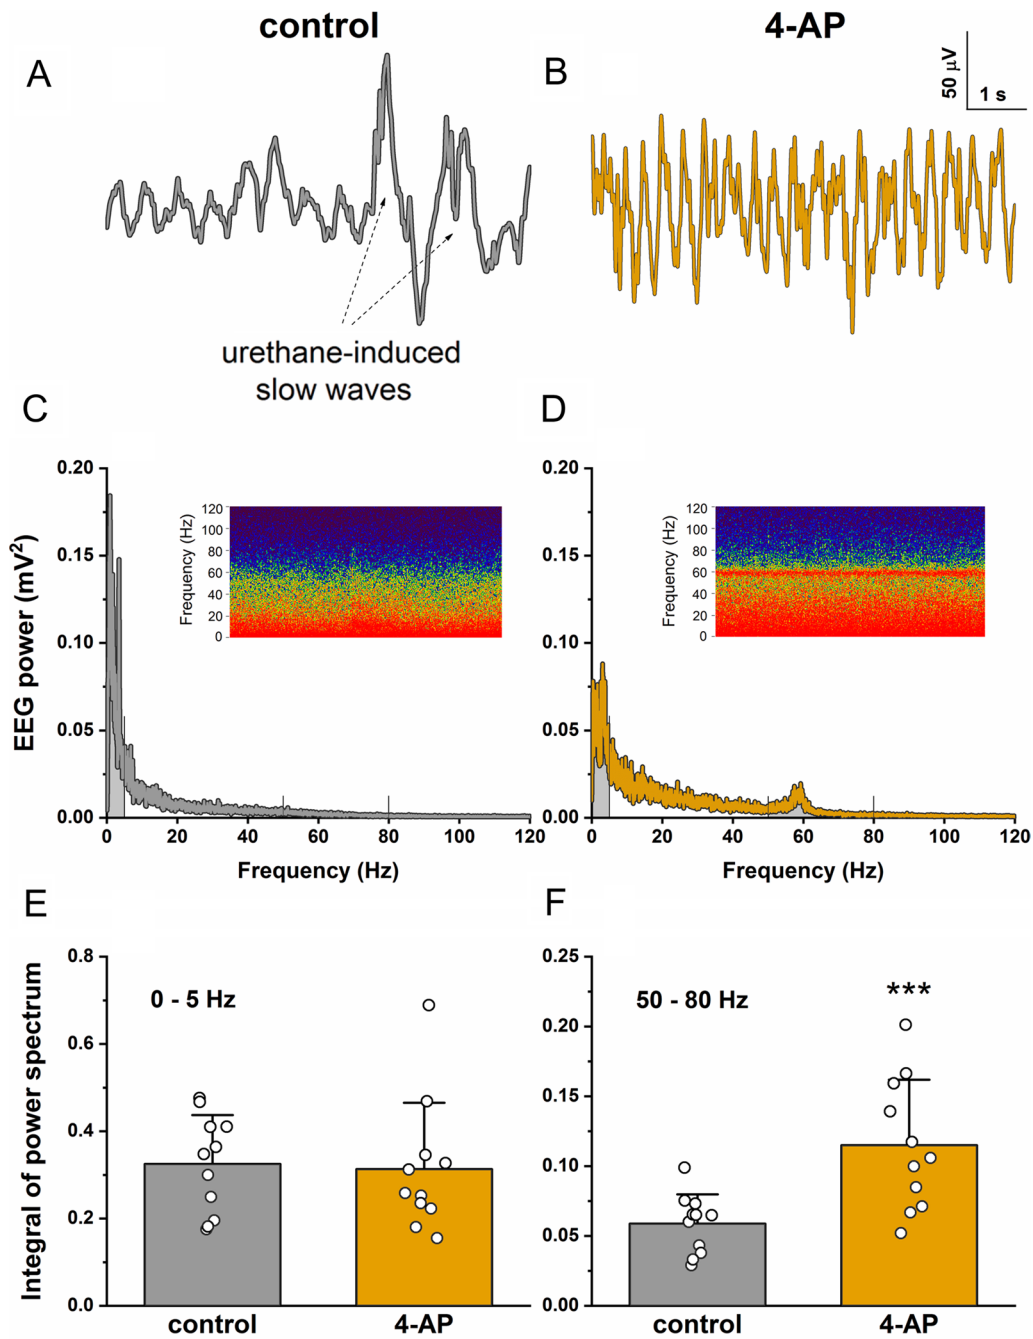 control
4-AP
A
B
50 µV
1 s
urethane-induced
slow waves
C
D
EEG power (mV²)
0.20
0.15
0.10
0.05
0.00
0
20
40
60
80
100
120
Frequency (Hz)
Frequency (Hz)
120
100
80
60
40
20
0
0.20
0.15
0.10
0.05
0.00
0
20
40
60
80
100
120
Frequency (Hz)
Frequency (Hz)
120
100
80
60
40
20
0
E
F
Integral of power spectrum
0.8
0.6
0.4
0.2
0.0
0 - 5 Hz
control
4-AP
0.25
0.20
0.15
0.10
0.05
0.00
50 - 80 Hz
***
control
4-AP